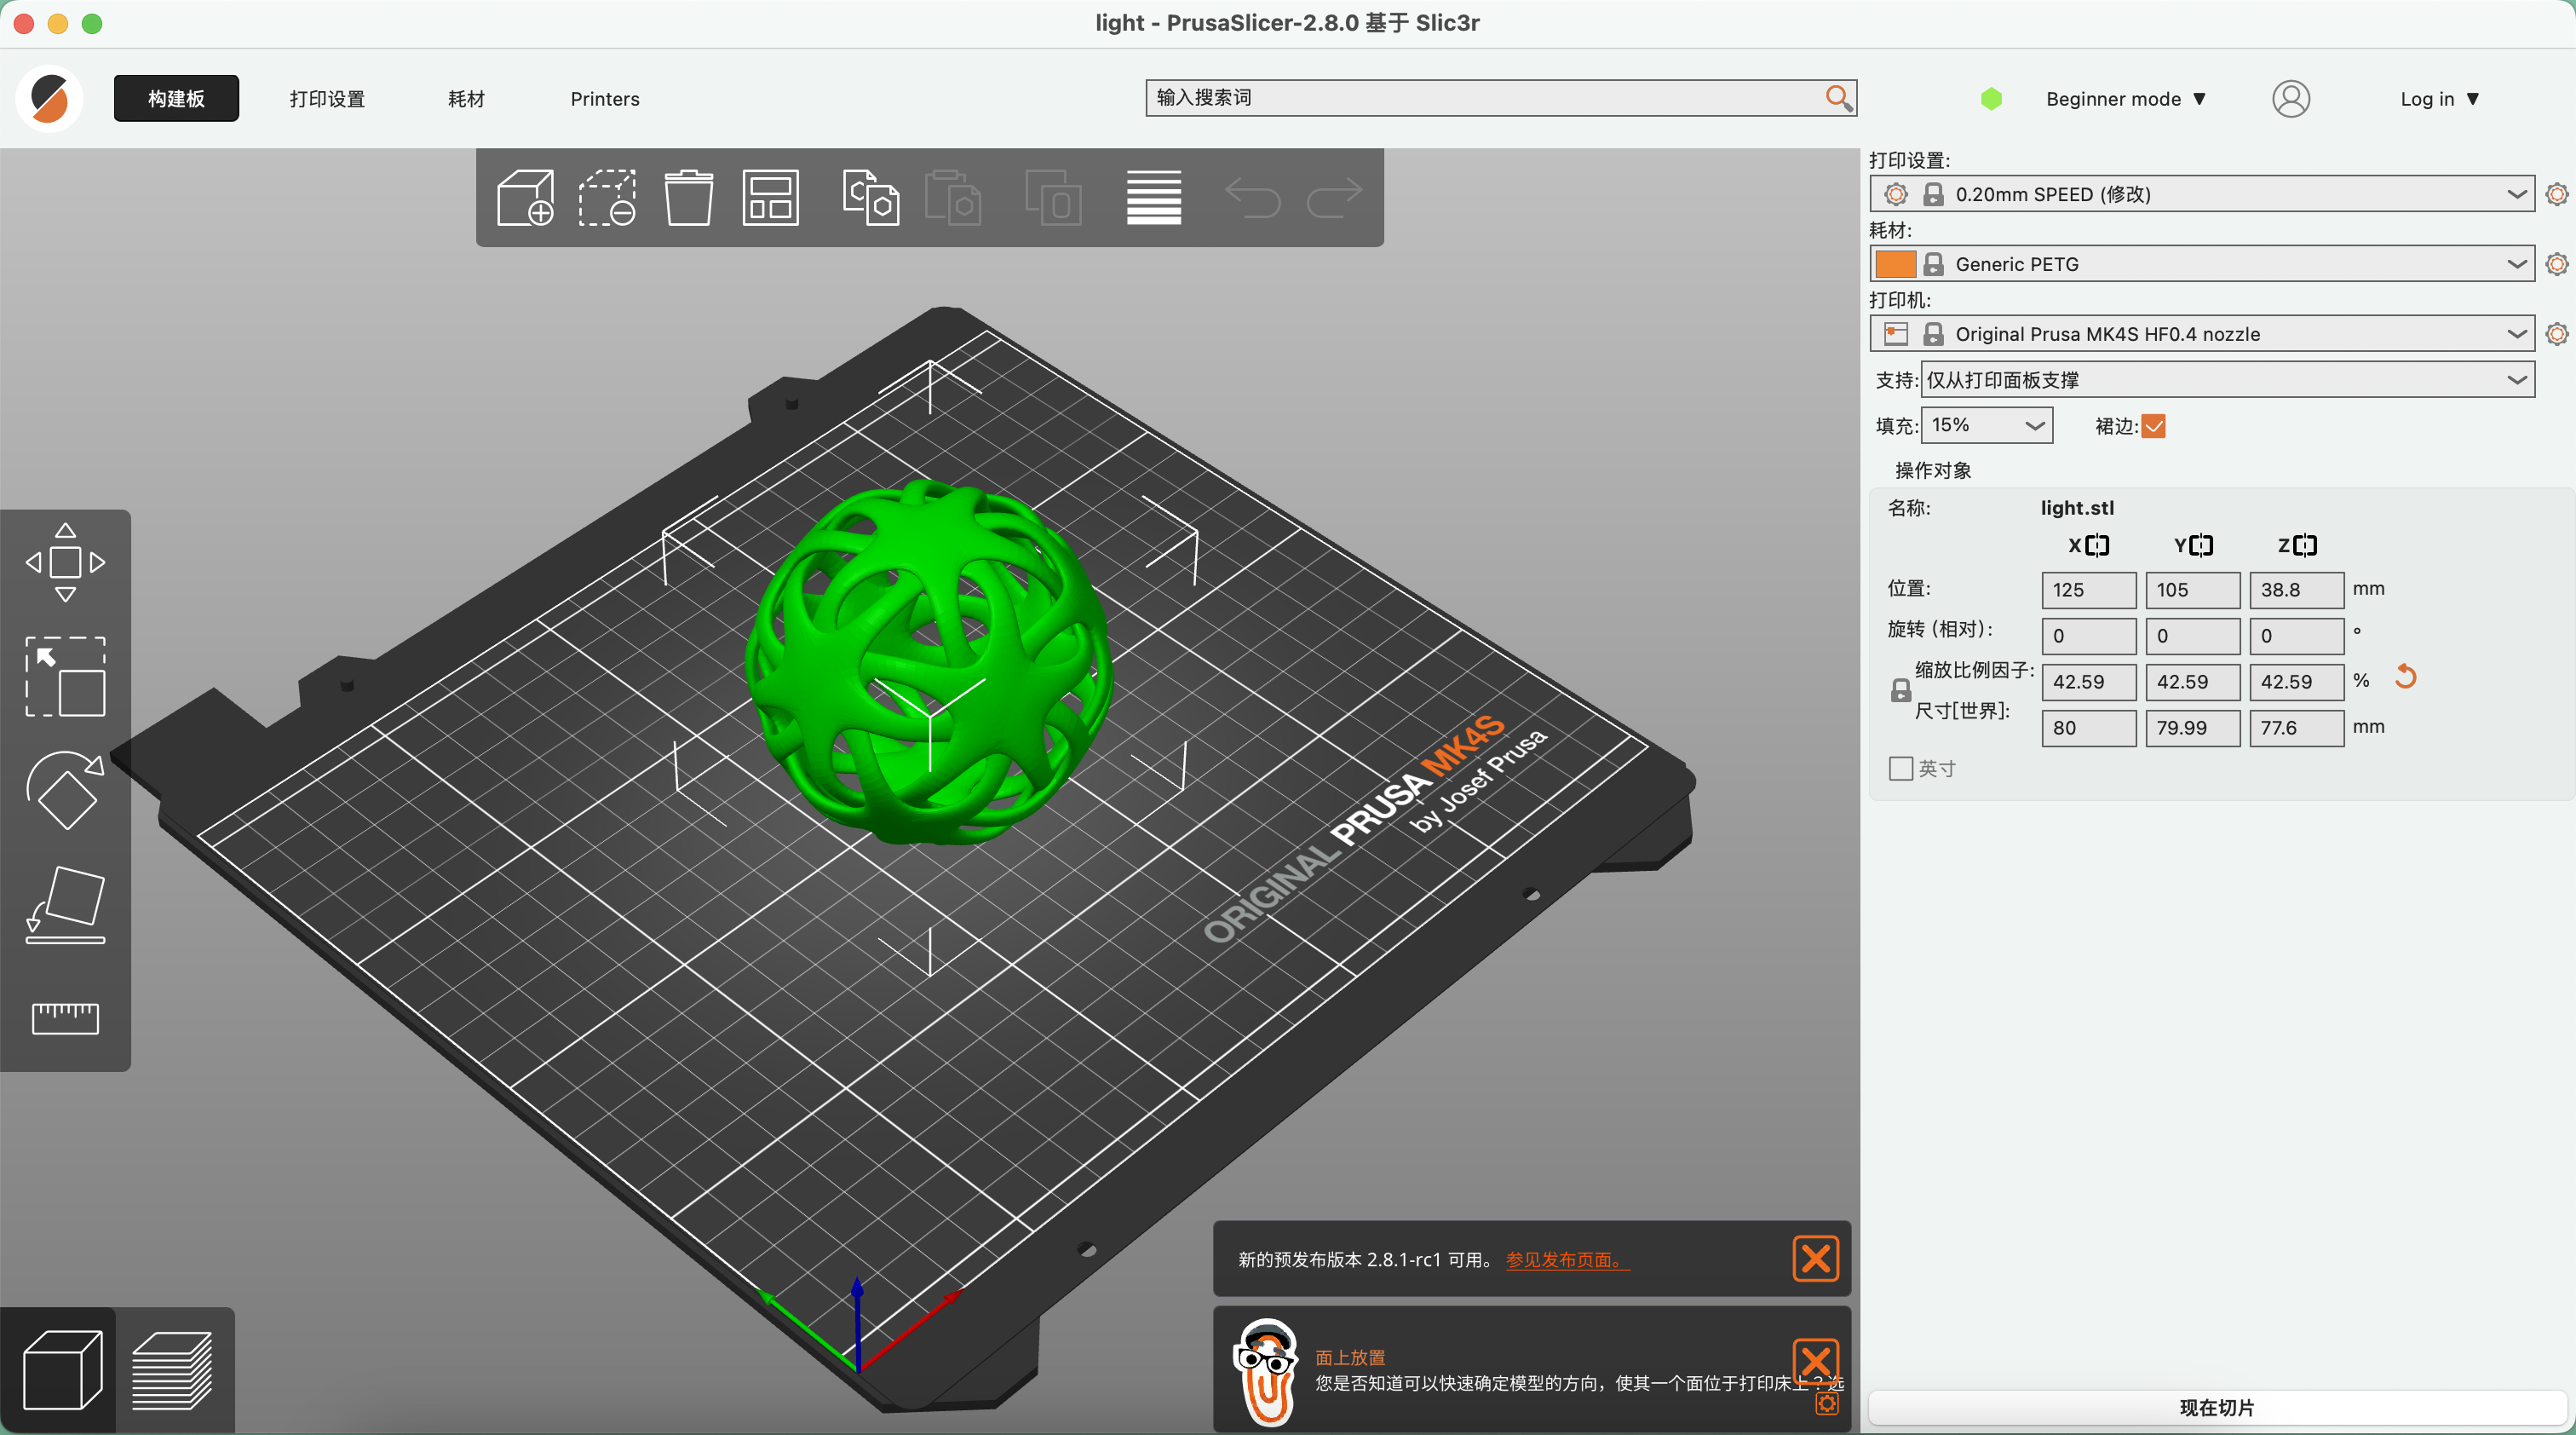 light - PrusaSlicer-2.8.0 基于 Slic3r
构建板
打印设置
耗材
Printers
输入搜索词
Beginner mode ▼
Log in ▼
打印设置:
0.20mm SPEED (修改)
耗材:
Generic PETG
打印机:
Original Prusa MK4S HF0.4 nozzle
支持:
仅从打印面板支撑
填充:
15%
裙边:
操作对象
名称:
light.stl
X
Y
Z
位置:
125
105
38.8
mm
旋转 (相对):
0
0
0
°
缩放比例因子:
42.59
42.59
42.59
%
尺寸[世界]:
80
79.99
77.6
mm
英寸
ORIGINAL PRUSA MK4S
by Josef Prusa
新的预发布版本 2.8.1-rc1 可用。 参见发布页面。
面上放置
您是否知道可以快速确定模型的方向，使其一个面位于打印床上？选
现在切片